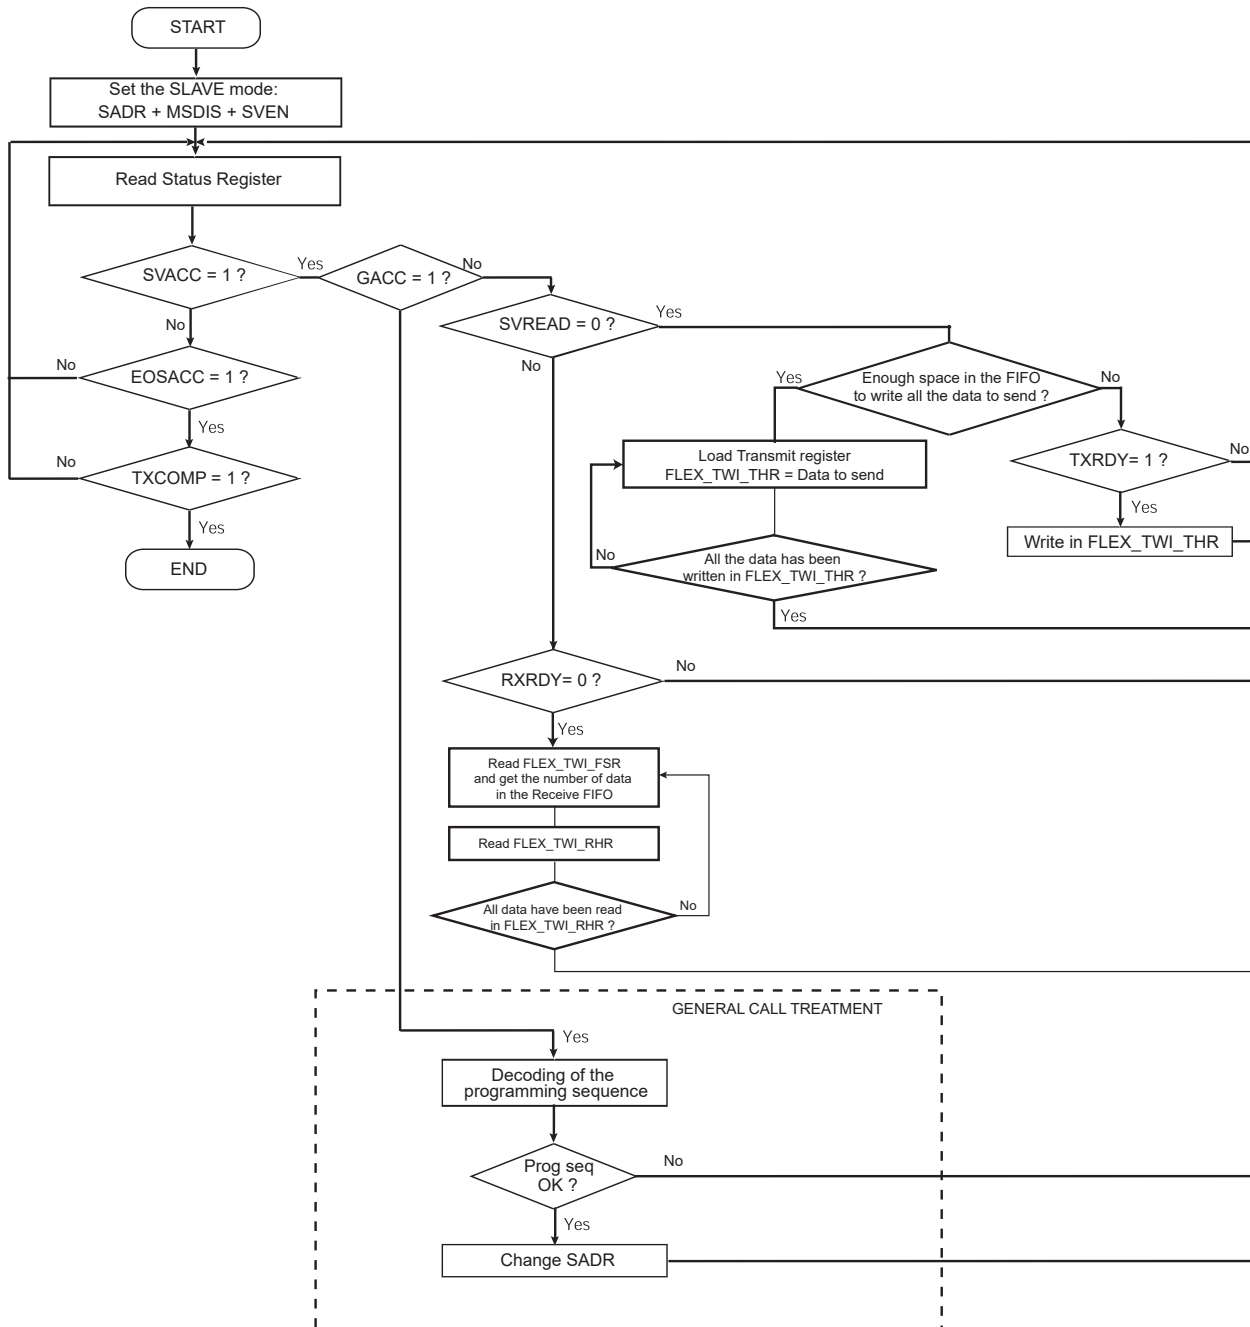 START
Set the SLAVE mode:
SADR + MSDIS + SVEN
Read Status Register
SVACC = 1 ?
Yes
GACC = 1 ?
No
SVREAD = 0 ?
Yes
No
No
EOSACC = 1 ?
No
Yes
TXCOMP = 1 ?
No
Yes
END
Enough space in the FIFO
to write all the data to send ?
Yes
No
Load Transmit register
FLEX_TWI_THR = Data to send
TXRDY= 1 ?
No
Yes
Write in FLEX_TWI_THR
All the data has been
written in FLEX_TWI_THR ?
No
Yes
RXRDY= 0 ?
No
Yes
Read FLEX_TWI_FSR
and get the number of data
in the Receive FIFO
Read FLEX_TWI_RHR
All data have been read
in FLEX_TWI_RHR ?
No
GENERAL CALL TREATMENT
Yes
Decoding of the
programming sequence
Prog seq
OK ?
No
Yes
Change SADR